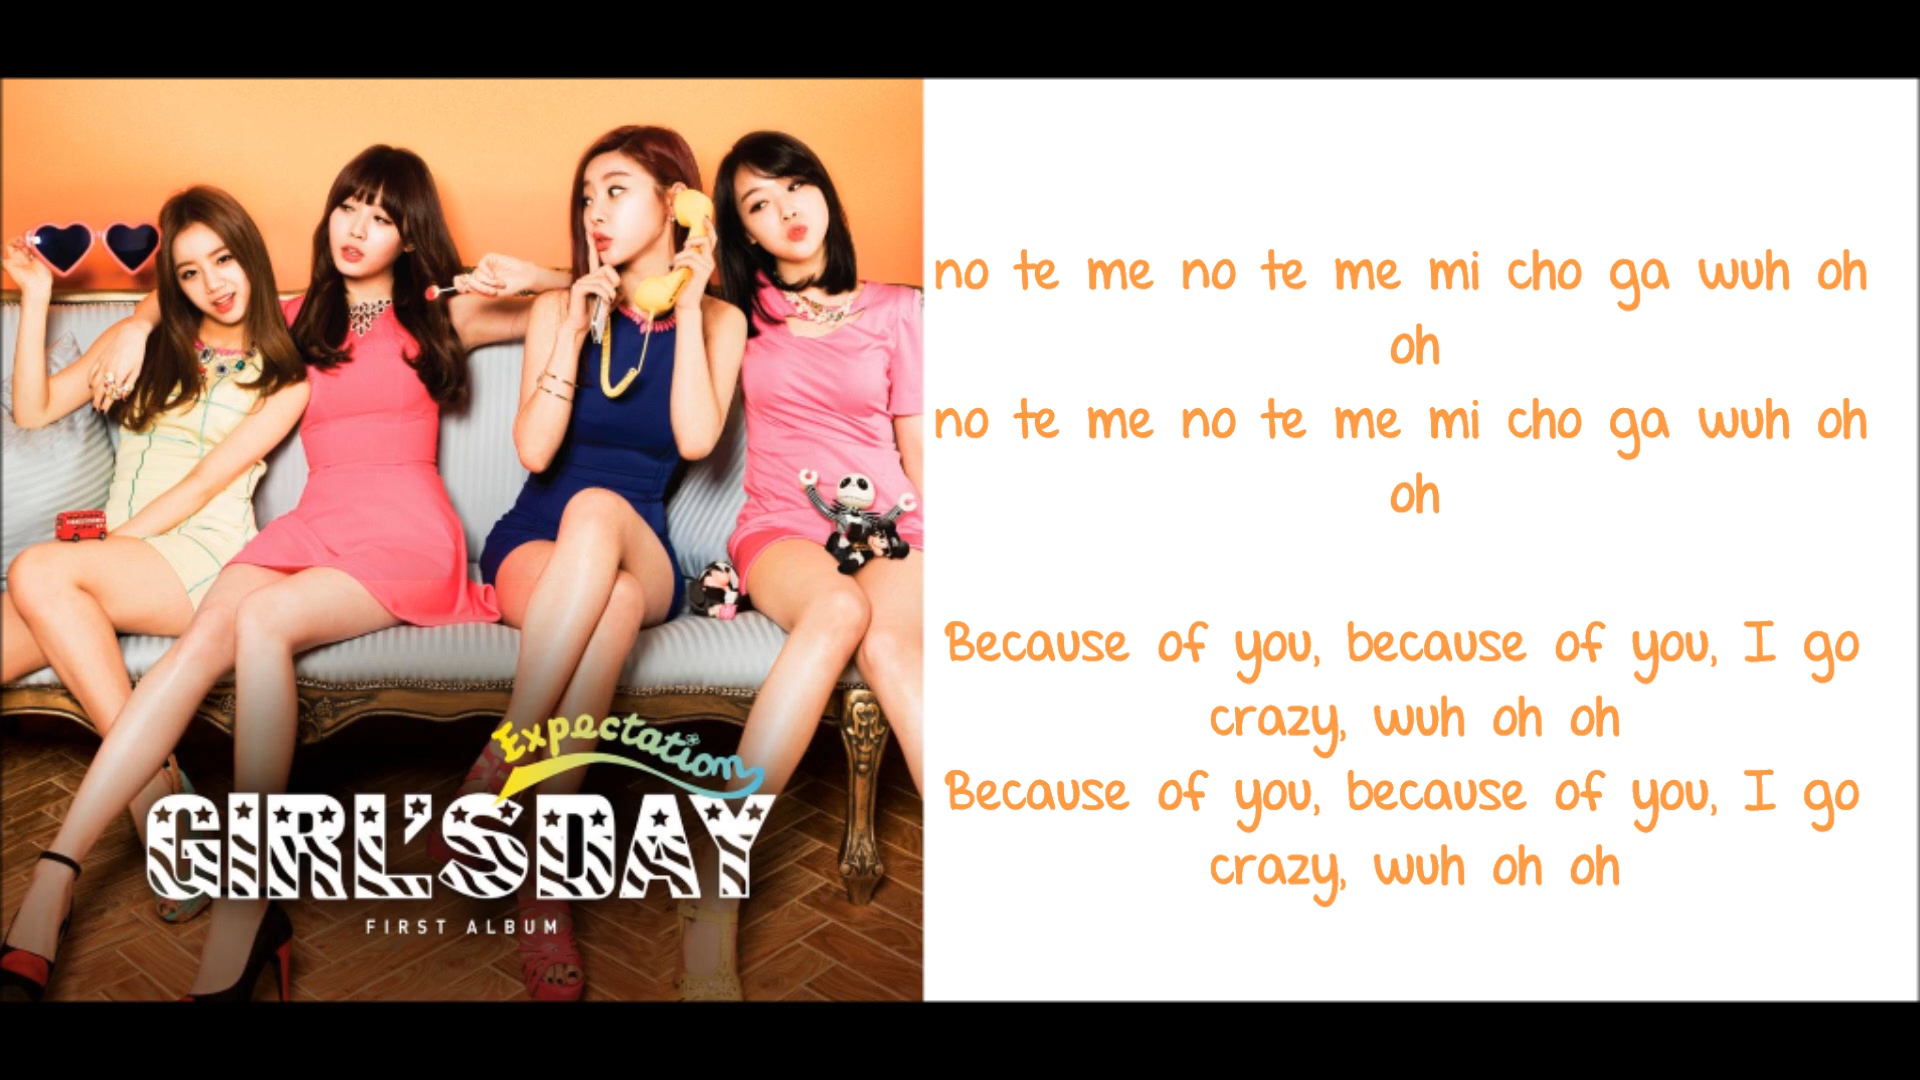 Expectation
GIRL'S DAY
FIRST ALBUM
no te me no te me mi cho ga wuh oh
oh
no te me no te me mi cho ga wuh oh
oh
Because of you, because of you, I go
crazy, wuh oh oh
Because of you, because of you, I go
crazy, wuh oh oh